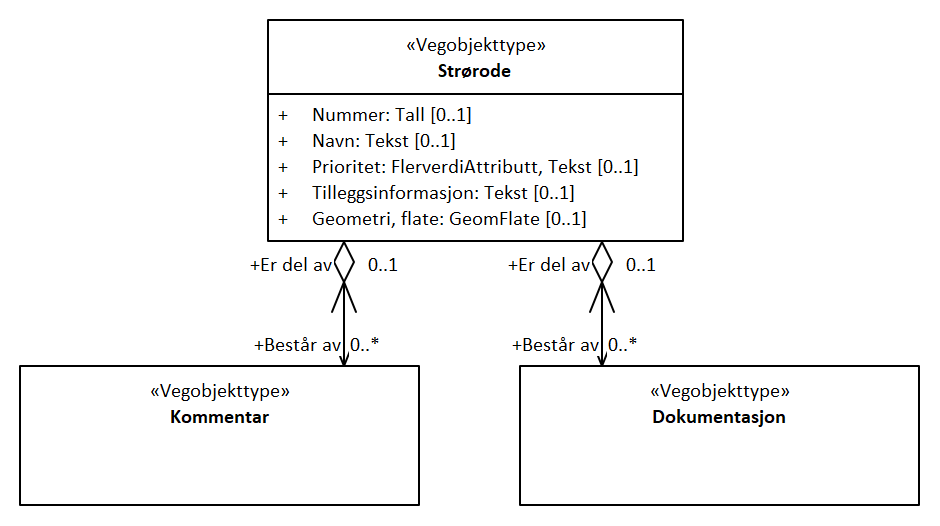 «Vegobjekttype»
Strørode
+ Nummer: Tall [0..1]
+ Navn: Tekst [0..1]
+ Prioritet: FlerverdiAttributt, Tekst [0..1]
+ Tilleggsinformasjon: Tekst [0..1]
+ Geometri, flate: GeomFlate [0..1]
+Er del av 0..1 +Er del av 0..1
+Består av 0..* +Består av 0..*
«Vegobjekttype»
Kommentar
«Vegobjekttype»
Dokumentasjon